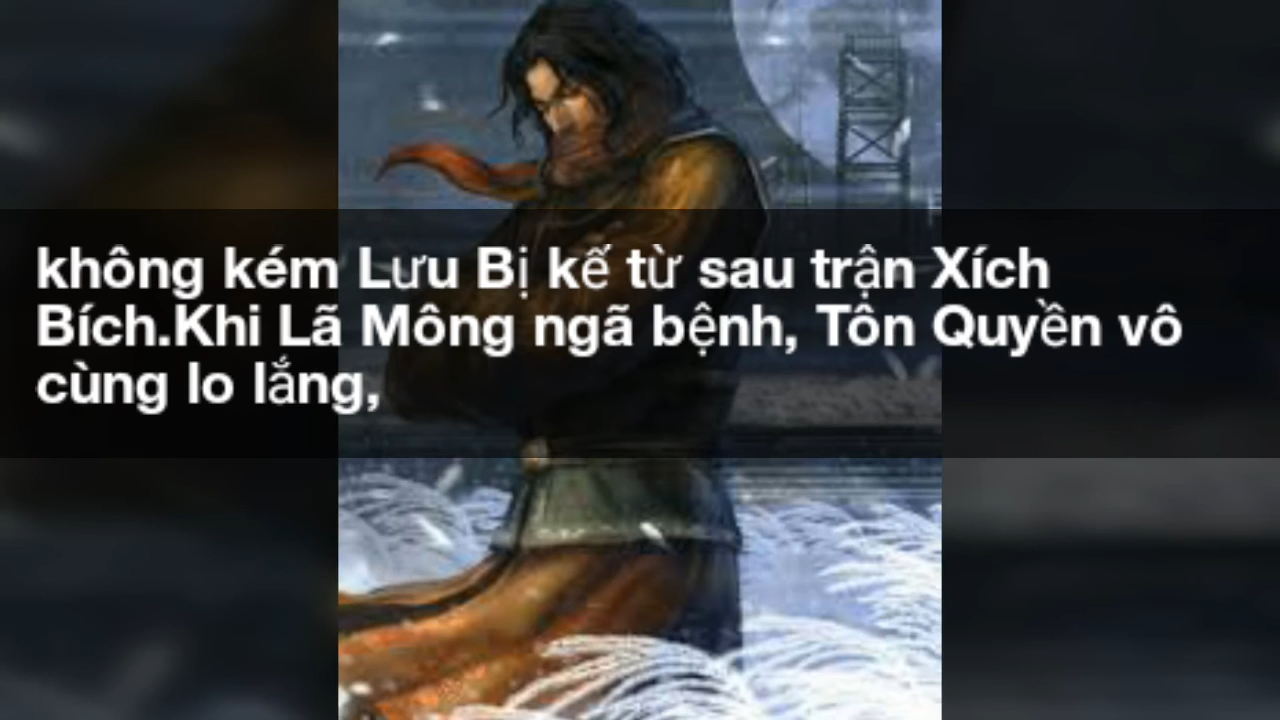 không kém Lưu Bị kế từ sau trận Xích
Bích.Khi Lã Mông ngã bệnh, Tôn Quyền vô
cùng lo lắng,